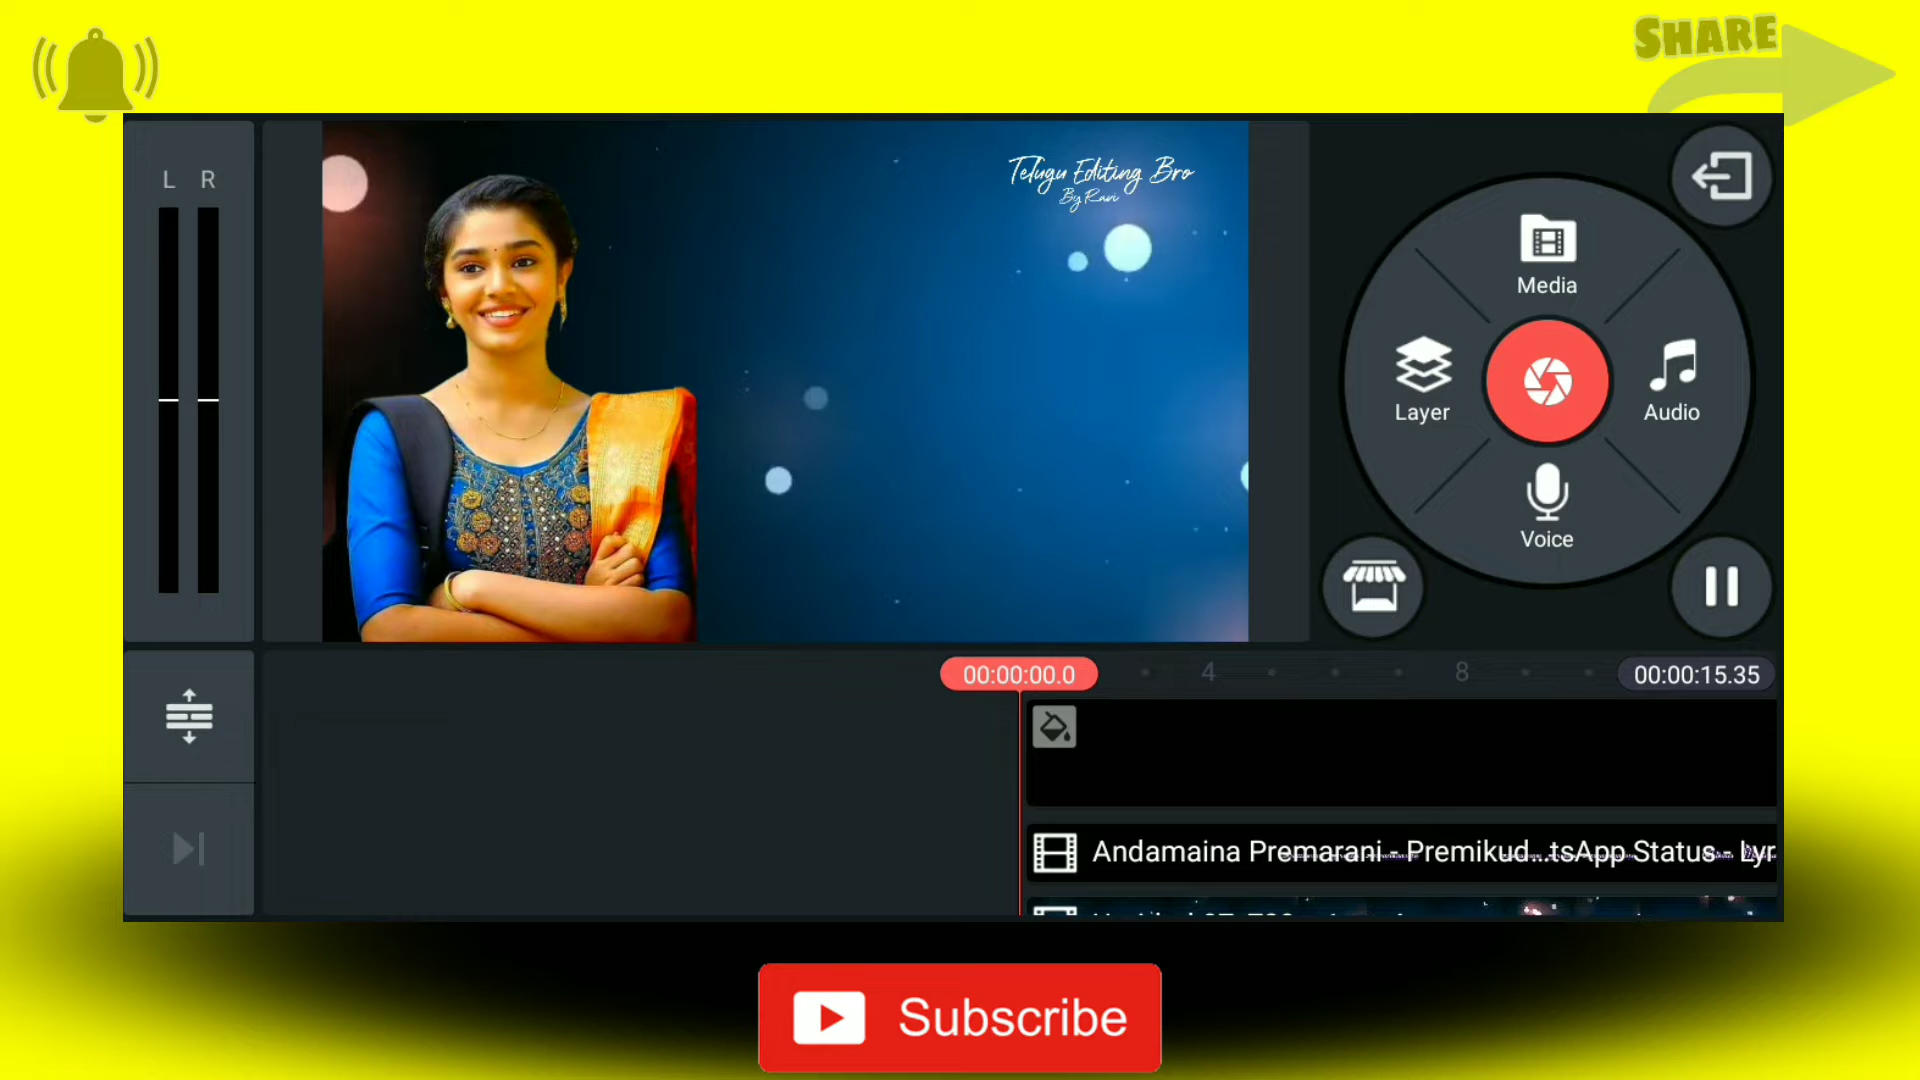 SHARE
L R
Telugu Editing Bro
By Ravi
Media
Layer
Audio
Voice
00:00:00.0
4
8
00:00:15.35
Andamaina Premarani - Premikud...tsApp Status - Lyr
Subscribe